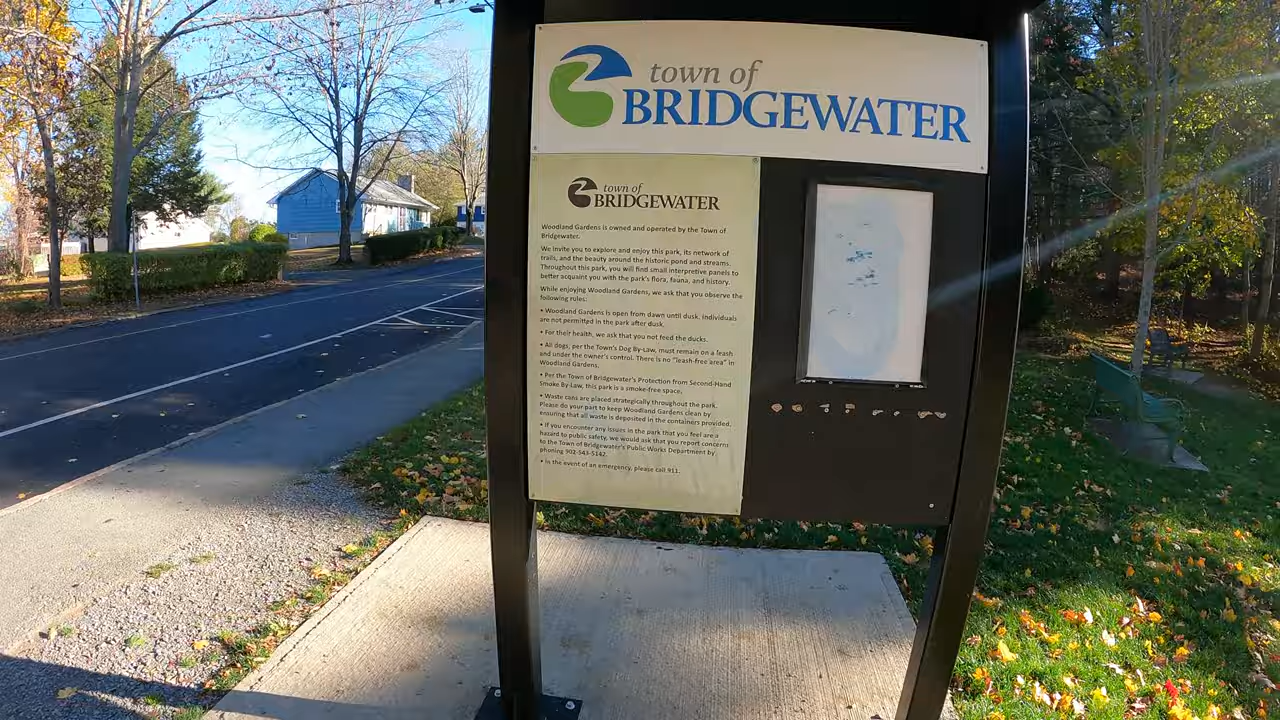 town of
BRIDGEWATER
town of
BRIDGEWATER
Woodland Gardens is owned and operated by the Town of
Bridgewater.
We invite you to explore and enjoy this park, its network of
trails, and the beauty around the historic pond and streams.
Throughout this park, you will find small interpretive panels to
better acquaint you with the park's flora, fauna, and history.
While enjoying Woodland Gardens, we ask that you observe the
following rules:
• Woodland Gardens is open from dawn until dusk. Individuals
are not permitted in the park after dusk.
• For their health, we ask that you not feed the ducks.
• All dogs, per the Town's Dog By-Law, must remain on a leash
and under the owner's control. There is no "leash-free area" in
Woodland Gardens.
• Per the Town of Bridgewater's Protection from Second-Hand
Smoke By-Law, this park is a smoke-free space.
• Waste cans are placed strategically throughout the park.
Please do your part to keep Woodland Gardens clean by
ensuring that all waste is deposited in the containers provided.
• If you encounter any issues in the park that you feel are a
hazard to public safety, we would ask that you report concerns
to the Town of Bridgewater's Public Works Department by
phoning 902-543-5142.
• In the event of an emergency, please call 911.